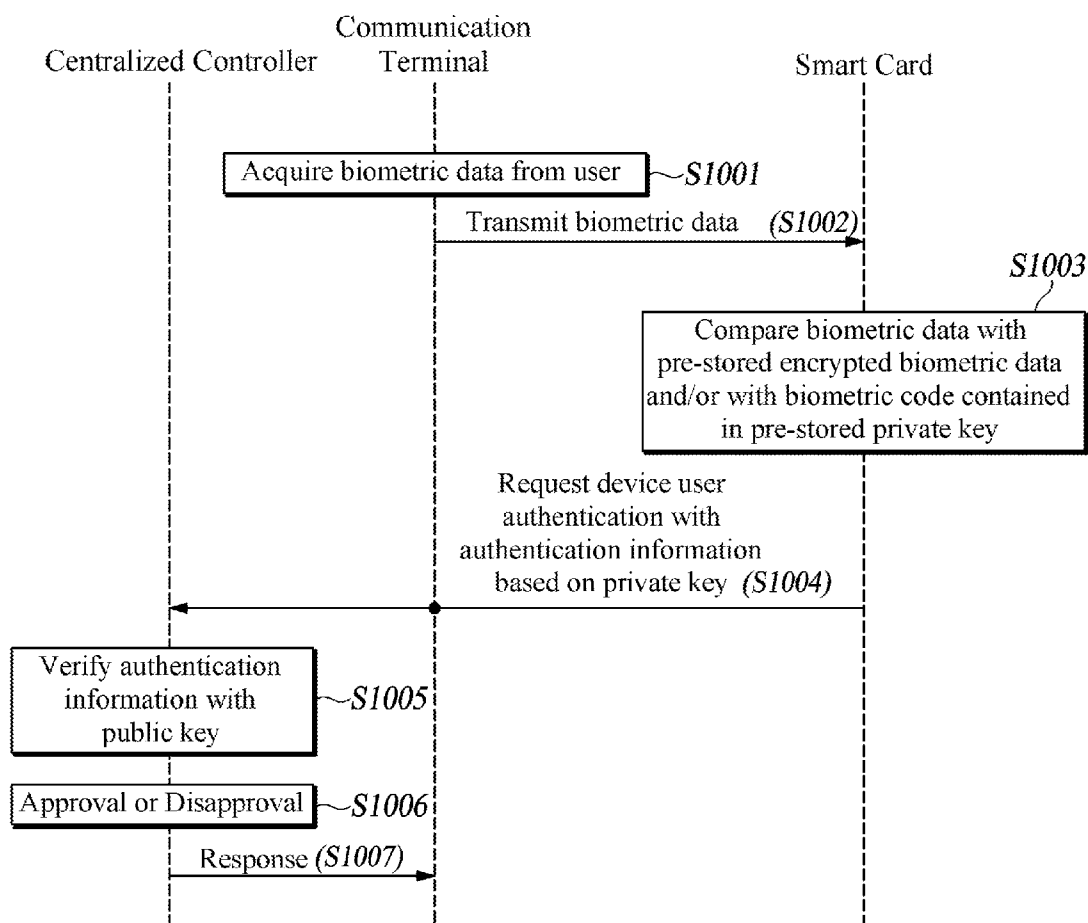 Centralized Controller
Communication
Terminal
Smart Card
Acquire biometric data from user
S1001
Transmit biometric data (S1002)
S1003
Compare biometric data with
pre-stored encrypted biometric data
and/or with biometric code contained
in pre-stored private key
Request device user
authentication with
authentication information
based on private key (S1004)
Verify authentication
information with
public key
S1005
Approval or Disapproval
S1006
Response (S1007)